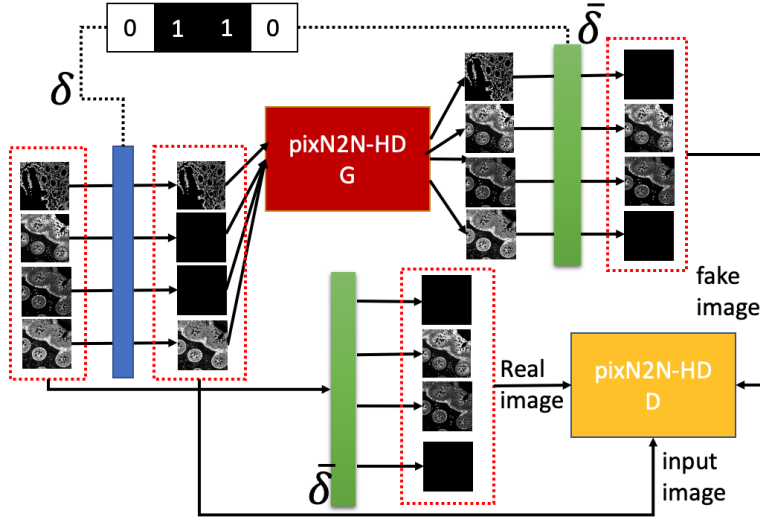 0 1 1 0
δ
δ̄
pixN2N-HD
G
fake
image
Real
image
pixN2N-HD
D
δ̄
input
image